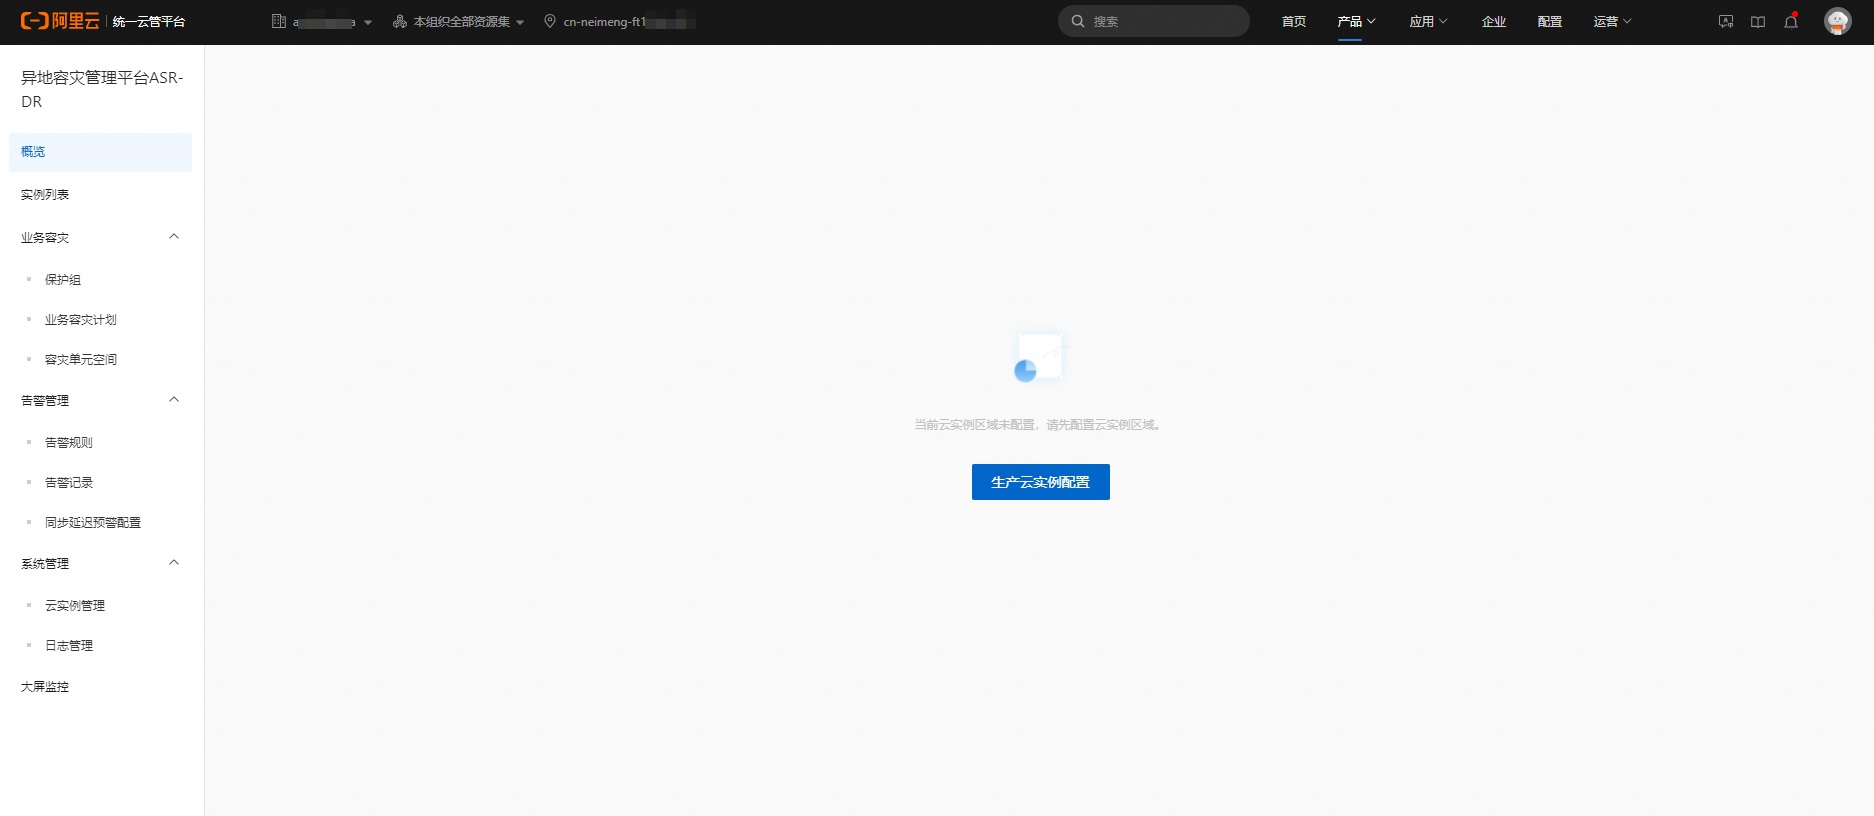 阿里云 统一云管平台 本组织全部资源集 cn-neimeng-ft1 搜索 首页 产品 应用 企业 配置 运营
异地容灾管理平台ASR-
DR
概览
实例列表
业务容灾
保护组
业务容灾计划
容灾单元空间
告警管理
告警规则
告警记录
同步延迟预警配置
系统管理
云实例管理
日志管理
大屏监控
当前云实例区域未配置，请先配置云实例区域。
生产云实例配置